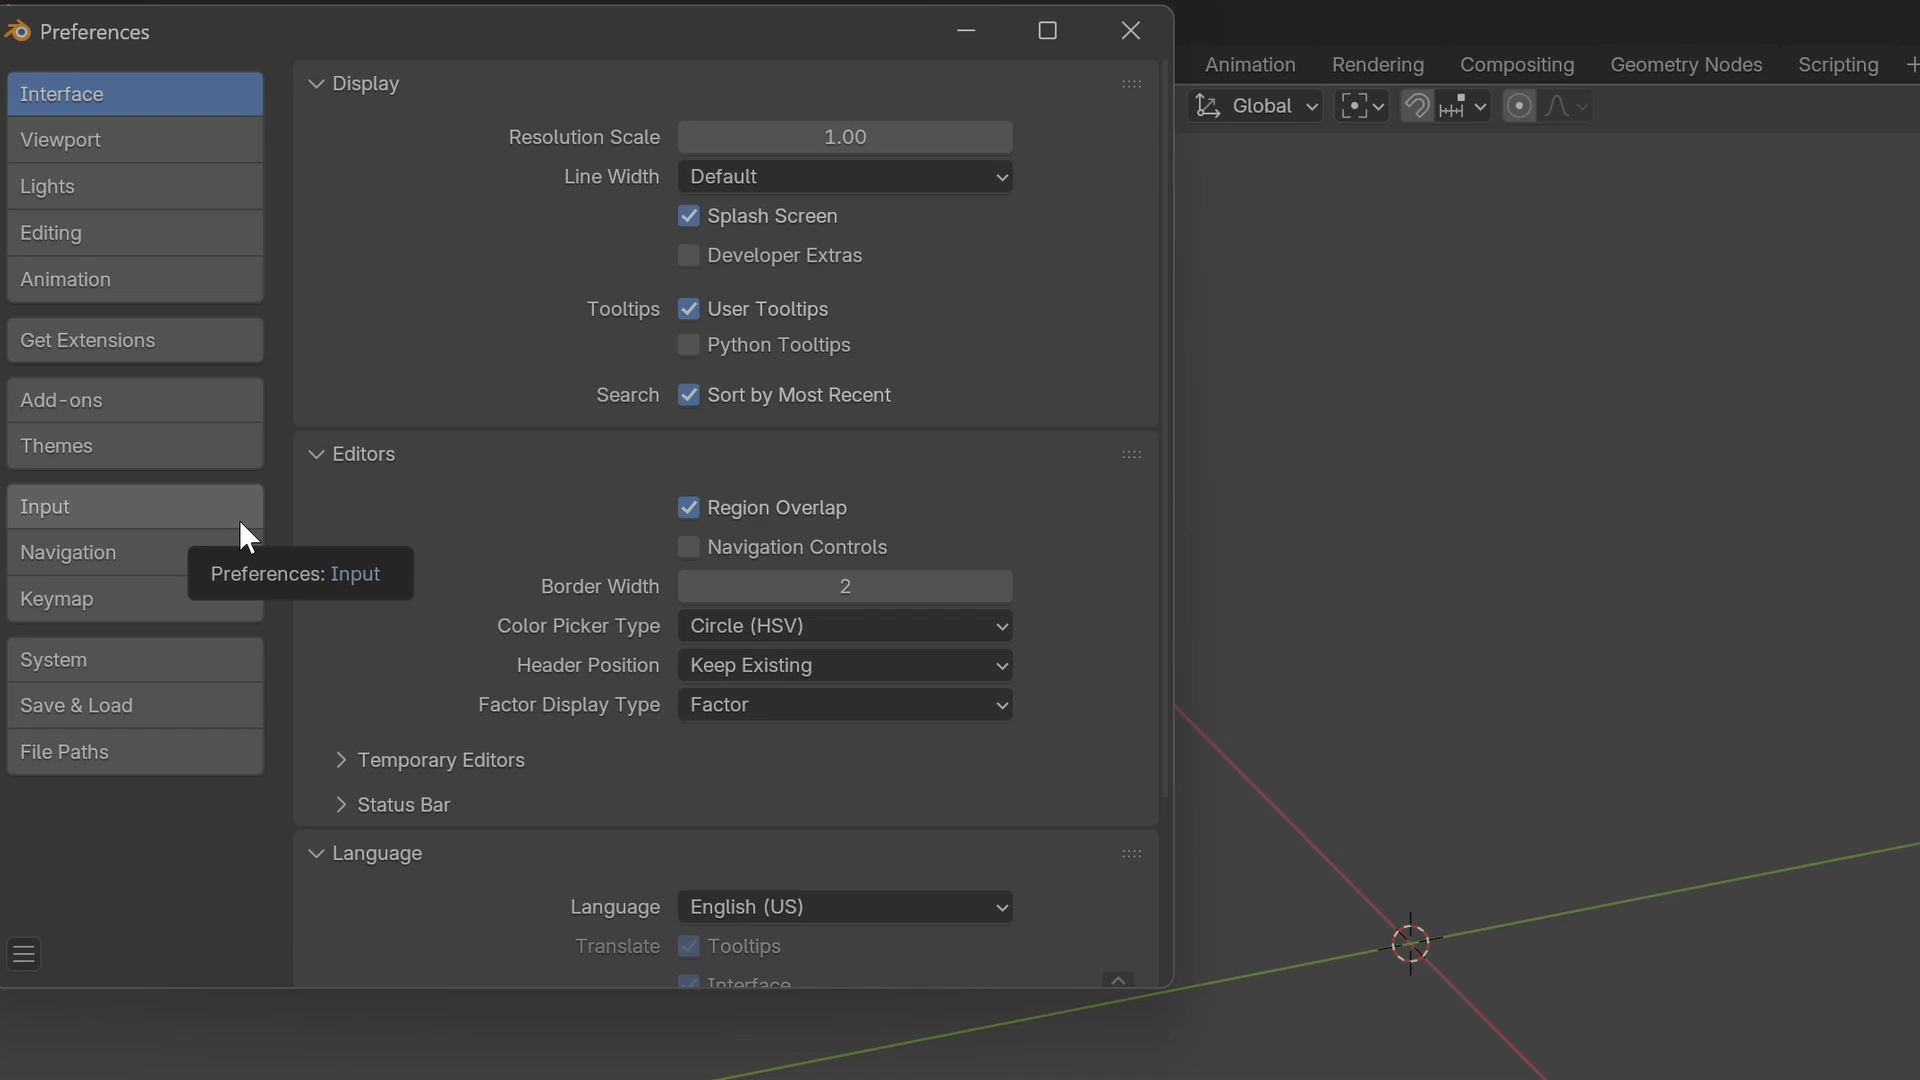 Preferences
Animation Rendering Compositing Geometry Nodes Scripting +
Global
Interface
Viewport
Lights
Editing
Animation
Get Extensions
Add-ons
Themes
Input
Navigation
Keymap
System
Save & Load
File Paths
Preferences: Input
Display
Resolution Scale 1.00
Line Width Default
Splash Screen
Developer Extras
Tooltips User Tooltips
Python Tooltips
Search Sort by Most Recent
Editors
Region Overlap
Navigation Controls
Border Width 2
Color Picker Type Circle (HSV)
Header Position Keep Existing
Factor Display Type Factor
Temporary Editors
Status Bar
Language
Language English (US)
Translate Tooltips
Interface